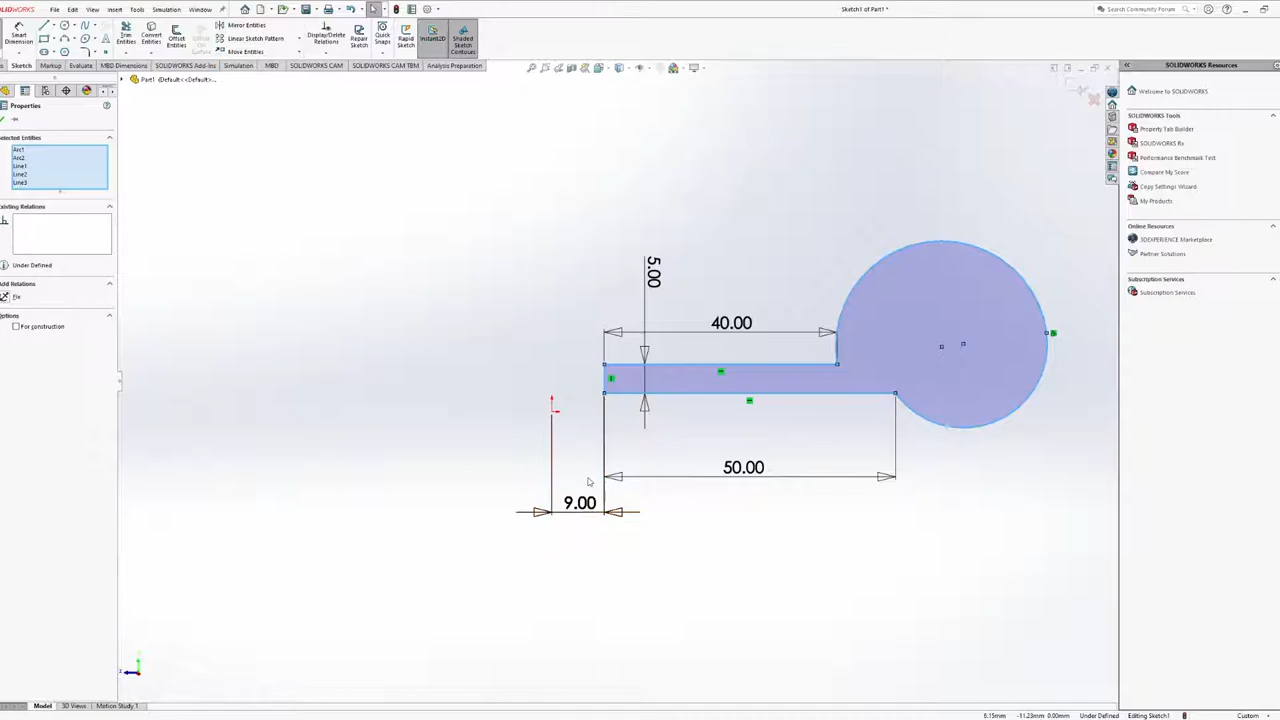 SOLIDWORKS
File Edit View Insert Tools Simulation Window
Sketch1 of Part1 *
Search Community Forum
Smart Dimension
Trim Entities
Convert Entities
Offset Entities
Mirror Entities
Linear Sketch Pattern
Move Entities
Display/Delete Relations
Repair Sketch
Quick Snaps
Rapid Sketch
Instant2D
Shaded Sketch Contours
Sketch Markup Evaluate MBD Dimensions SOLIDWORKS Add-Ins Simulation MBD SOLIDWORKS CAM SOLIDWORKS CAM TBM Analysis Preparation
SOLIDWORKS Resources
Part1 (Default<<Default>...
Properties
Selected Entities
Arc1
Arc2
Line1
Line2
Line3
Existing Relations
Under Defined
Add Relations
Fix
Options
For construction
5.00
40.00
50.00
9.00
Welcome to SOLIDWORKS
SOLIDWORKS Tools
Property Tab Builder
SOLIDWORKS Rx
Performance Benchmark Test
Compare My Score
Copy Settings Wizard
My Products
Online Resources
3DEXPERIENCE Marketplace
Partner Solutions
Subscription Services
Subscription Services
Model 3D Views Motion Study 1
6.15mm -11.23mm 0.00mm Under Defined Editing Sketch1 Custom